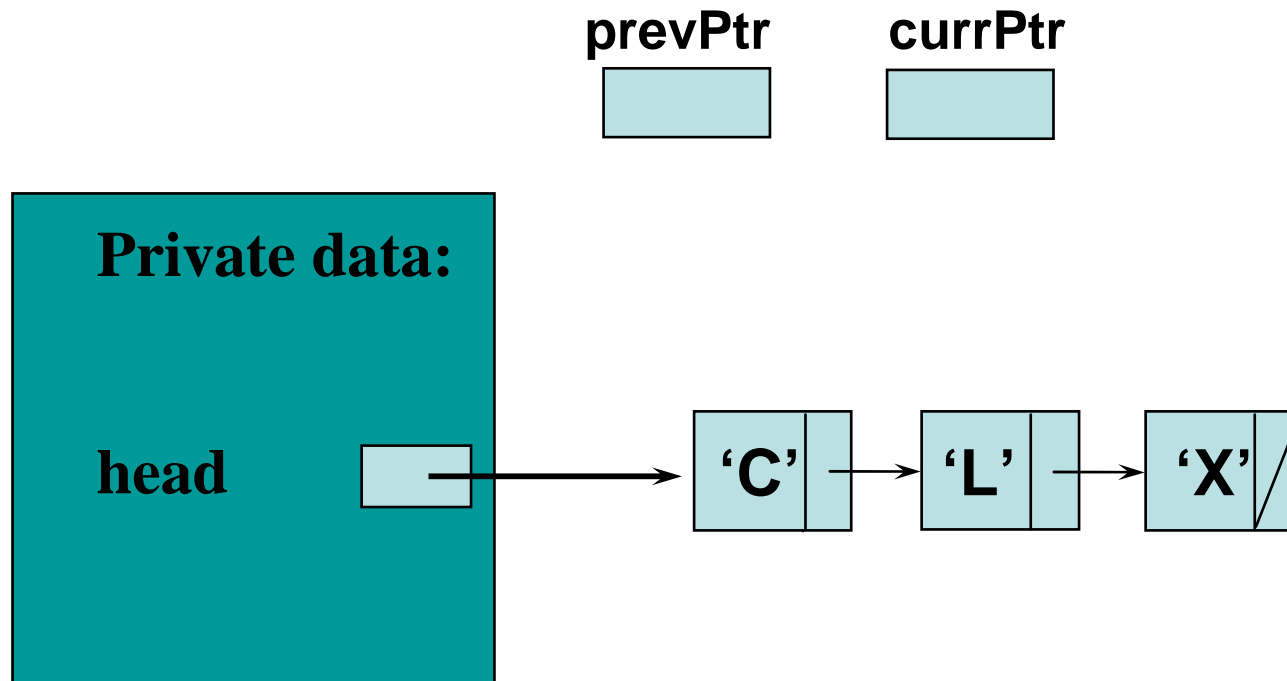 prevPtr currPtr
Private data:
head ‘C’ ‘L’ ‘X’